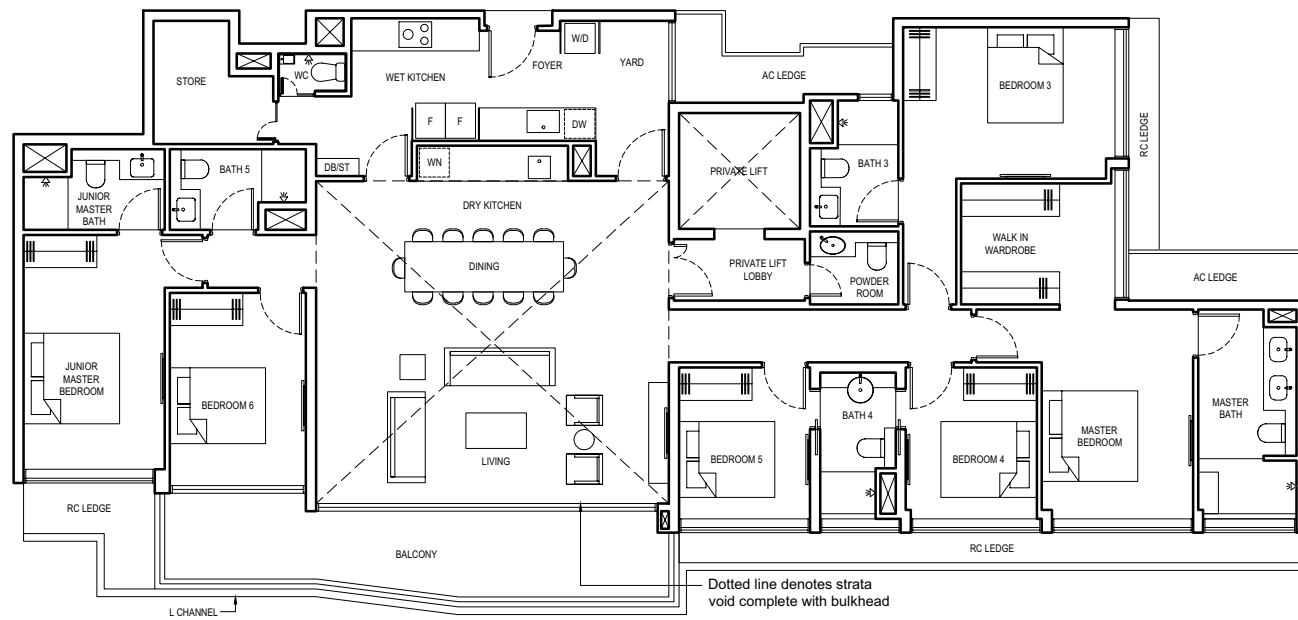 W/D
STORE
WC
WET KITCHEN
FOYER
YARD
AC LEDGE
BEDROOM 3
RC LEDGE
F
F
DW
DB/ST
WN
BATH 5
JUNIOR
MASTER
BATH
PRIVATE LIFT
BATH 3
DRY KITCHEN
WALK IN
WARDROBE
DINING
PRIVATE LIFT
LOBBY
POWDER
ROOM
AC LEDGE
JUNIOR
MASTER
BEDROOM
BEDROOM 6
LIVING
BEDROOM 5
BATH 4
BEDROOM 4
MASTER
BEDROOM
MASTER
BATH
RC LEDGE
BALCONY
RC LEDGE
L CHANNEL
Dotted line denotes strata
void complete with bulkhead